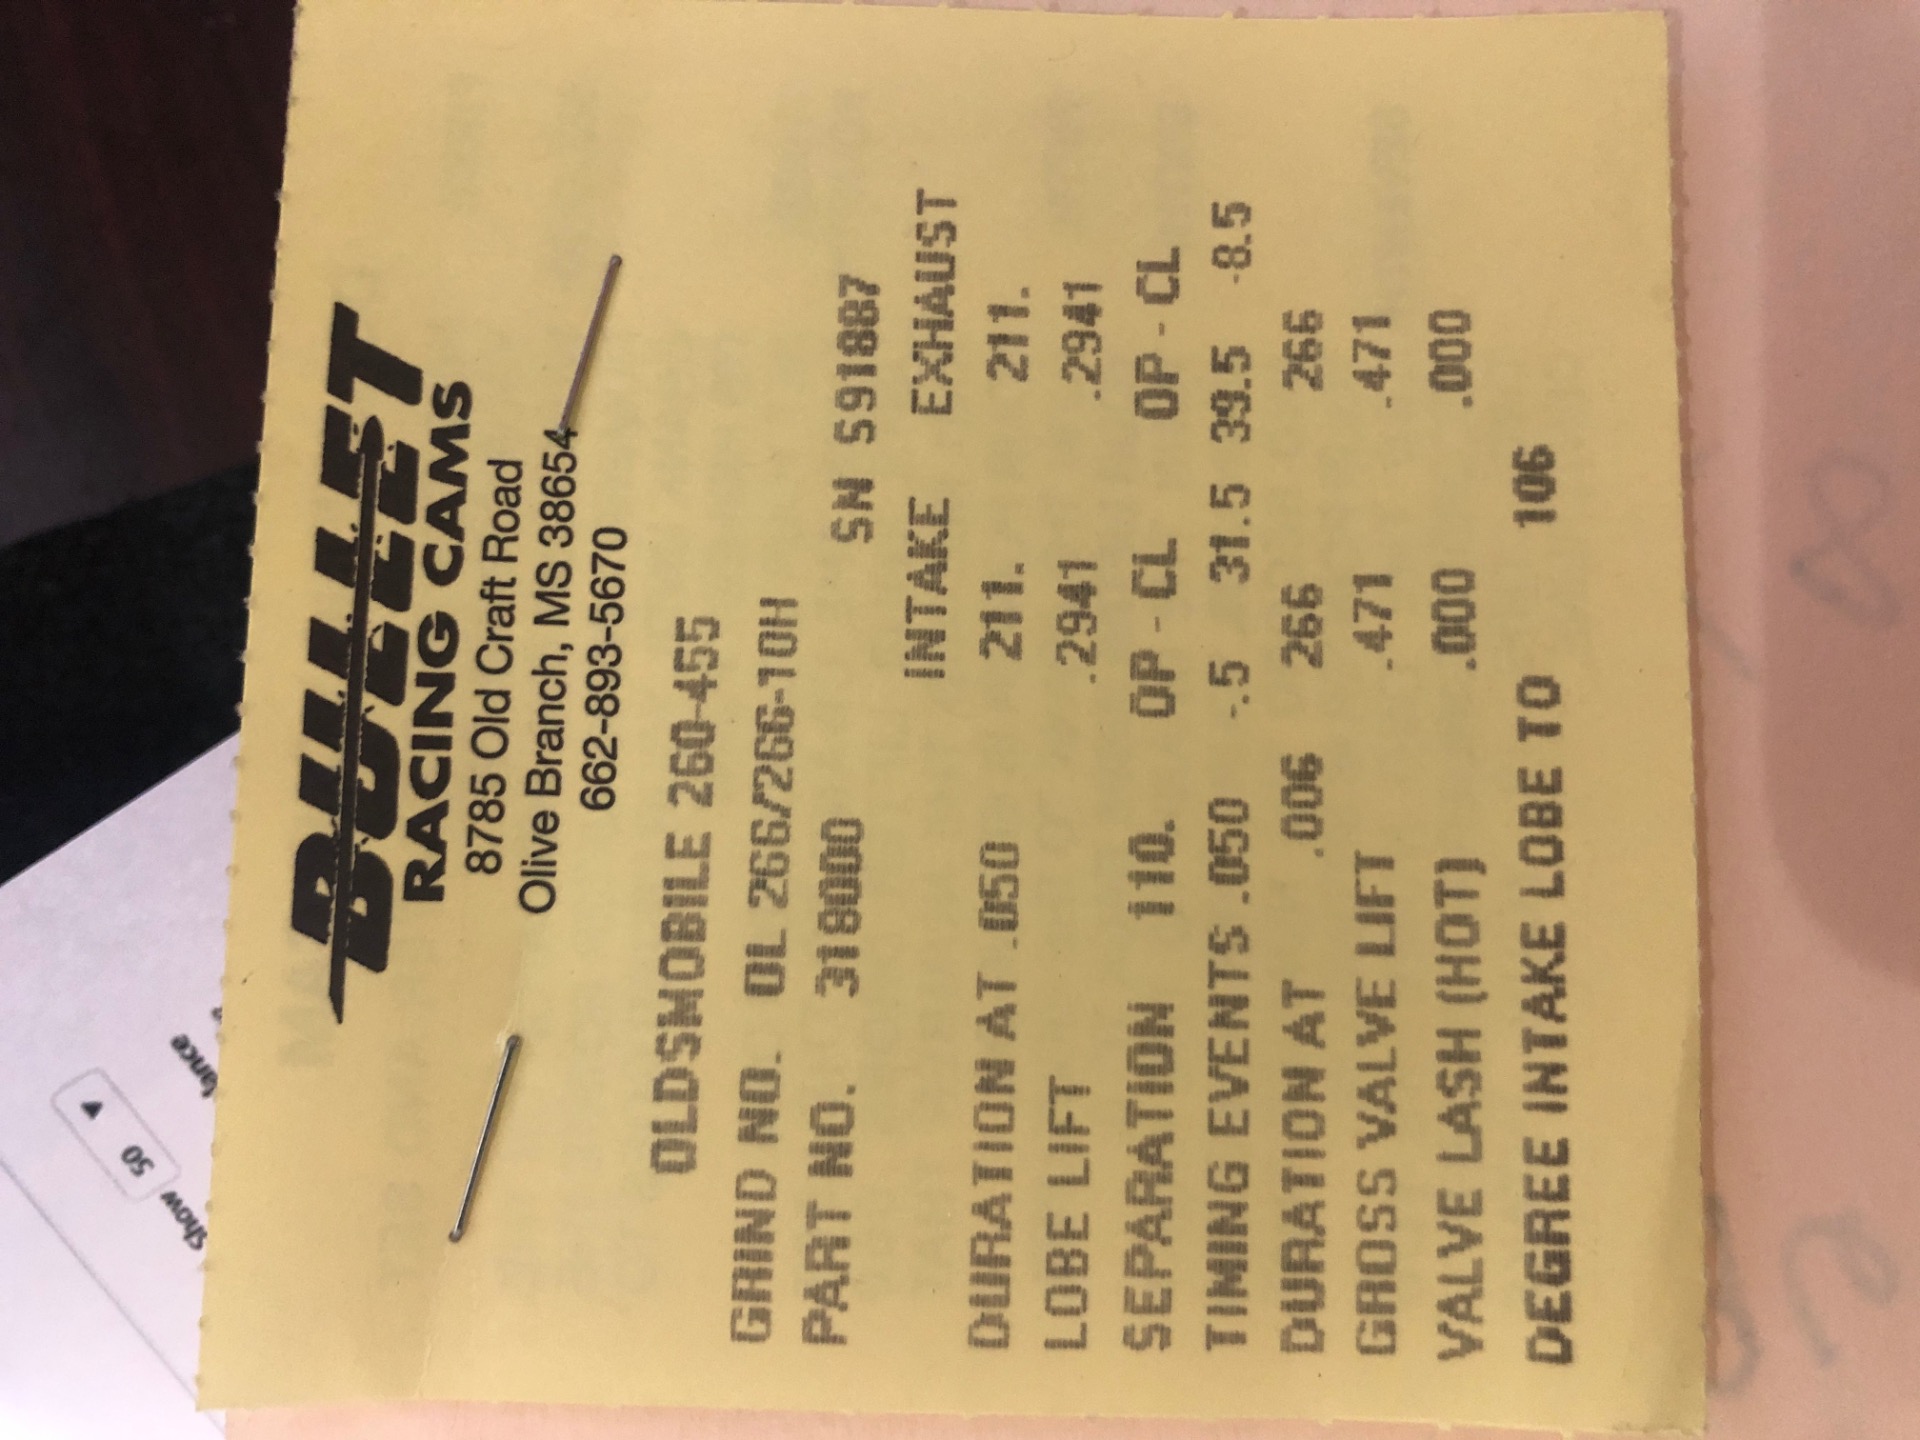 BULLET
RACING CAMS
8785 Old Craft Road
Olive Branch, MS 38654
662-893-5670
OLDSMOBILE 260-455
GRIND NO. OL 266/266-10H
PART NO. 318000 SN S91887
INTAKE EXHAUST
DURATION AT .050 211. 211.
LOBE LIFT .2941 .2941
SEPARATION 110. OP - CL OP - CL
TIMING EVENTS .050 -.5 31.5 39.5 -8.5
DURATION AT .006 266 266
GROSS VALVE LIFT .471 .471
VALVE LASH (HOT) .000 .000
DEGREE INTAKE LOBE TO 106
Show 50